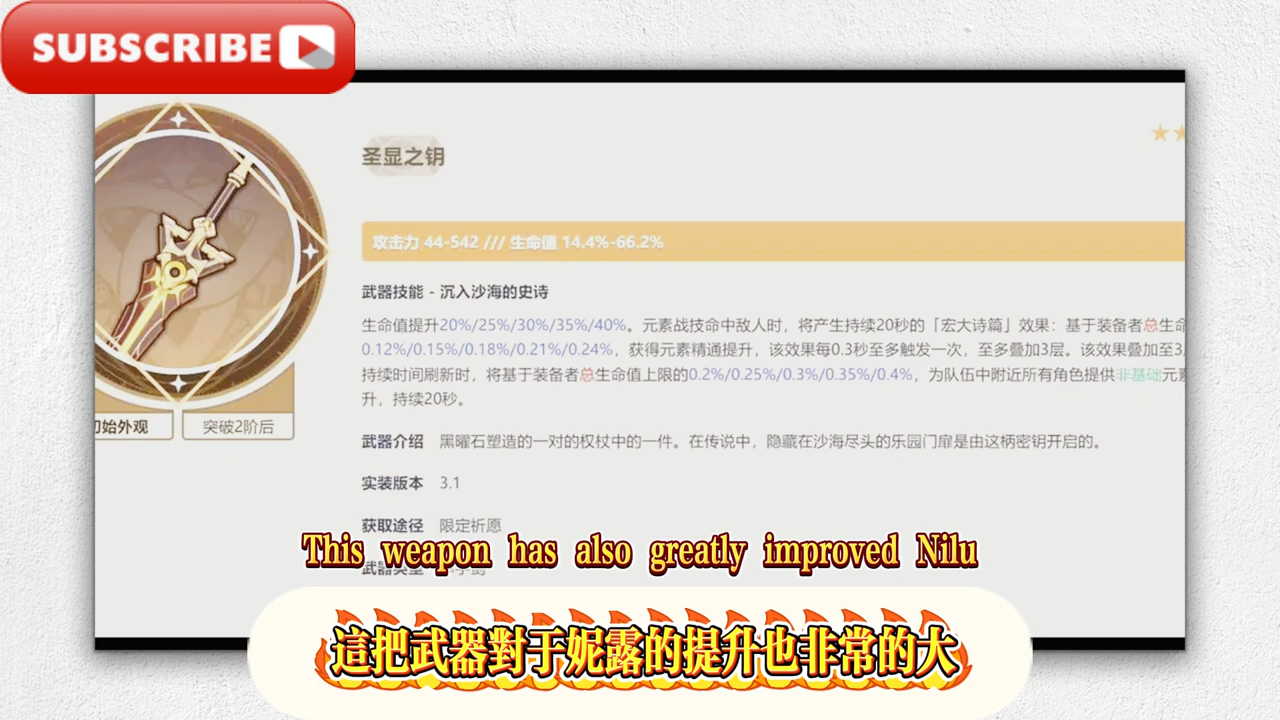 SUBSCRIBE
圣显之钥
攻击力 44-542 /// 生命值 14.4%-66.2%
武器技能 - 沉入沙海的史诗
生命值提升20%/25%/30%/35%/40%。元素战技命中敌人时，将产生持续20秒的「宏大诗篇」效果：基于装备者总生命
0.12%/0.15%/0.18%/0.21%/0.24%，获得元素精通提升，该效果每0.3秒至多触发一次，至多叠加3层。该效果叠加至3
持续时间刷新时，将基于装备者总生命值上限的0.2%/0.25%/0.3%/0.35%/0.4%，为队伍中附近所有角色提供非基础元素
升，持续20秒。
初始外观 突破2阶后
武器介绍 黑曜石塑造的一对的权杖中的一件。在传说中，隐藏在沙海尽头的乐园门扉是由这柄密钥开启的。
实装版本 3.1
获取途径 限定祈愿
This weapon has also greatly improved Nilu
武器类型
這把武器對于妮露的提升也非常的大